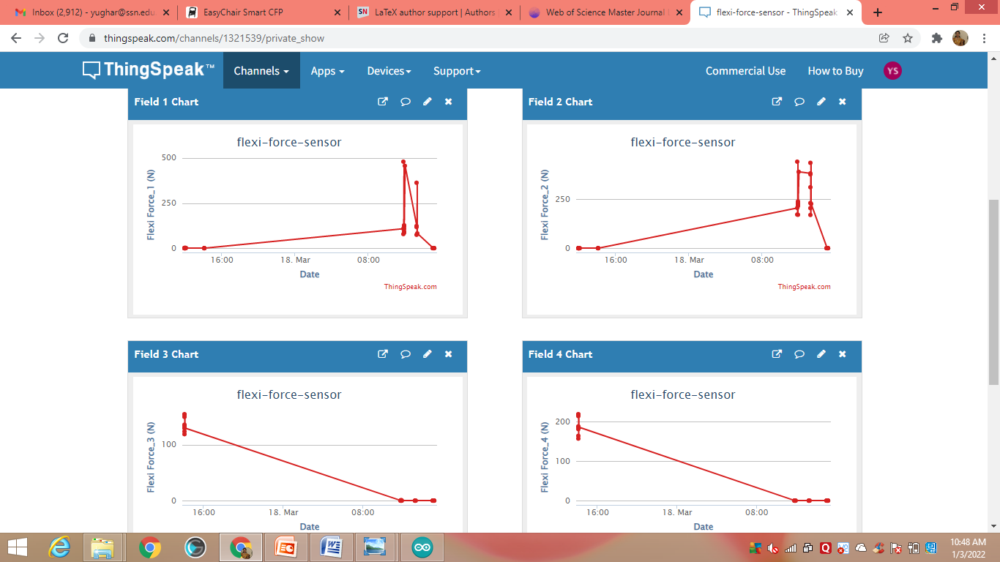 Inbox (2,912) - yughar@ssn.edu
EasyChair Smart CFP
LaTeX author support | Authors
Web of Science Master Journal
flexi-force-sensor - ThingSpeak
thingspeak.com/channels/1321539/private_show
ThingSpeak™
Channels
Apps
Devices
Support
Commercial Use
How to Buy
YS
Field 1 Chart
flexi-force-sensor
Flexi Force_1 (N)
500
250
0
16:00
18. Mar
08:00
Date
ThingSpeak.com
Field 2 Chart
flexi-force-sensor
Flexi Force_2 (N)
250
0
16:00
18. Mar
08:00
Date
ThingSpeak.com
Field 3 Chart
flexi-force-sensor
Flexi Force_3 (N)
100
0
16:00
18. Mar
08:00
Date
Field 4 Chart
flexi-force-sensor
Flexi Force_4 (N)
200
100
0
16:00
18. Mar
08:00
Date
10:48 AM
1/3/2022